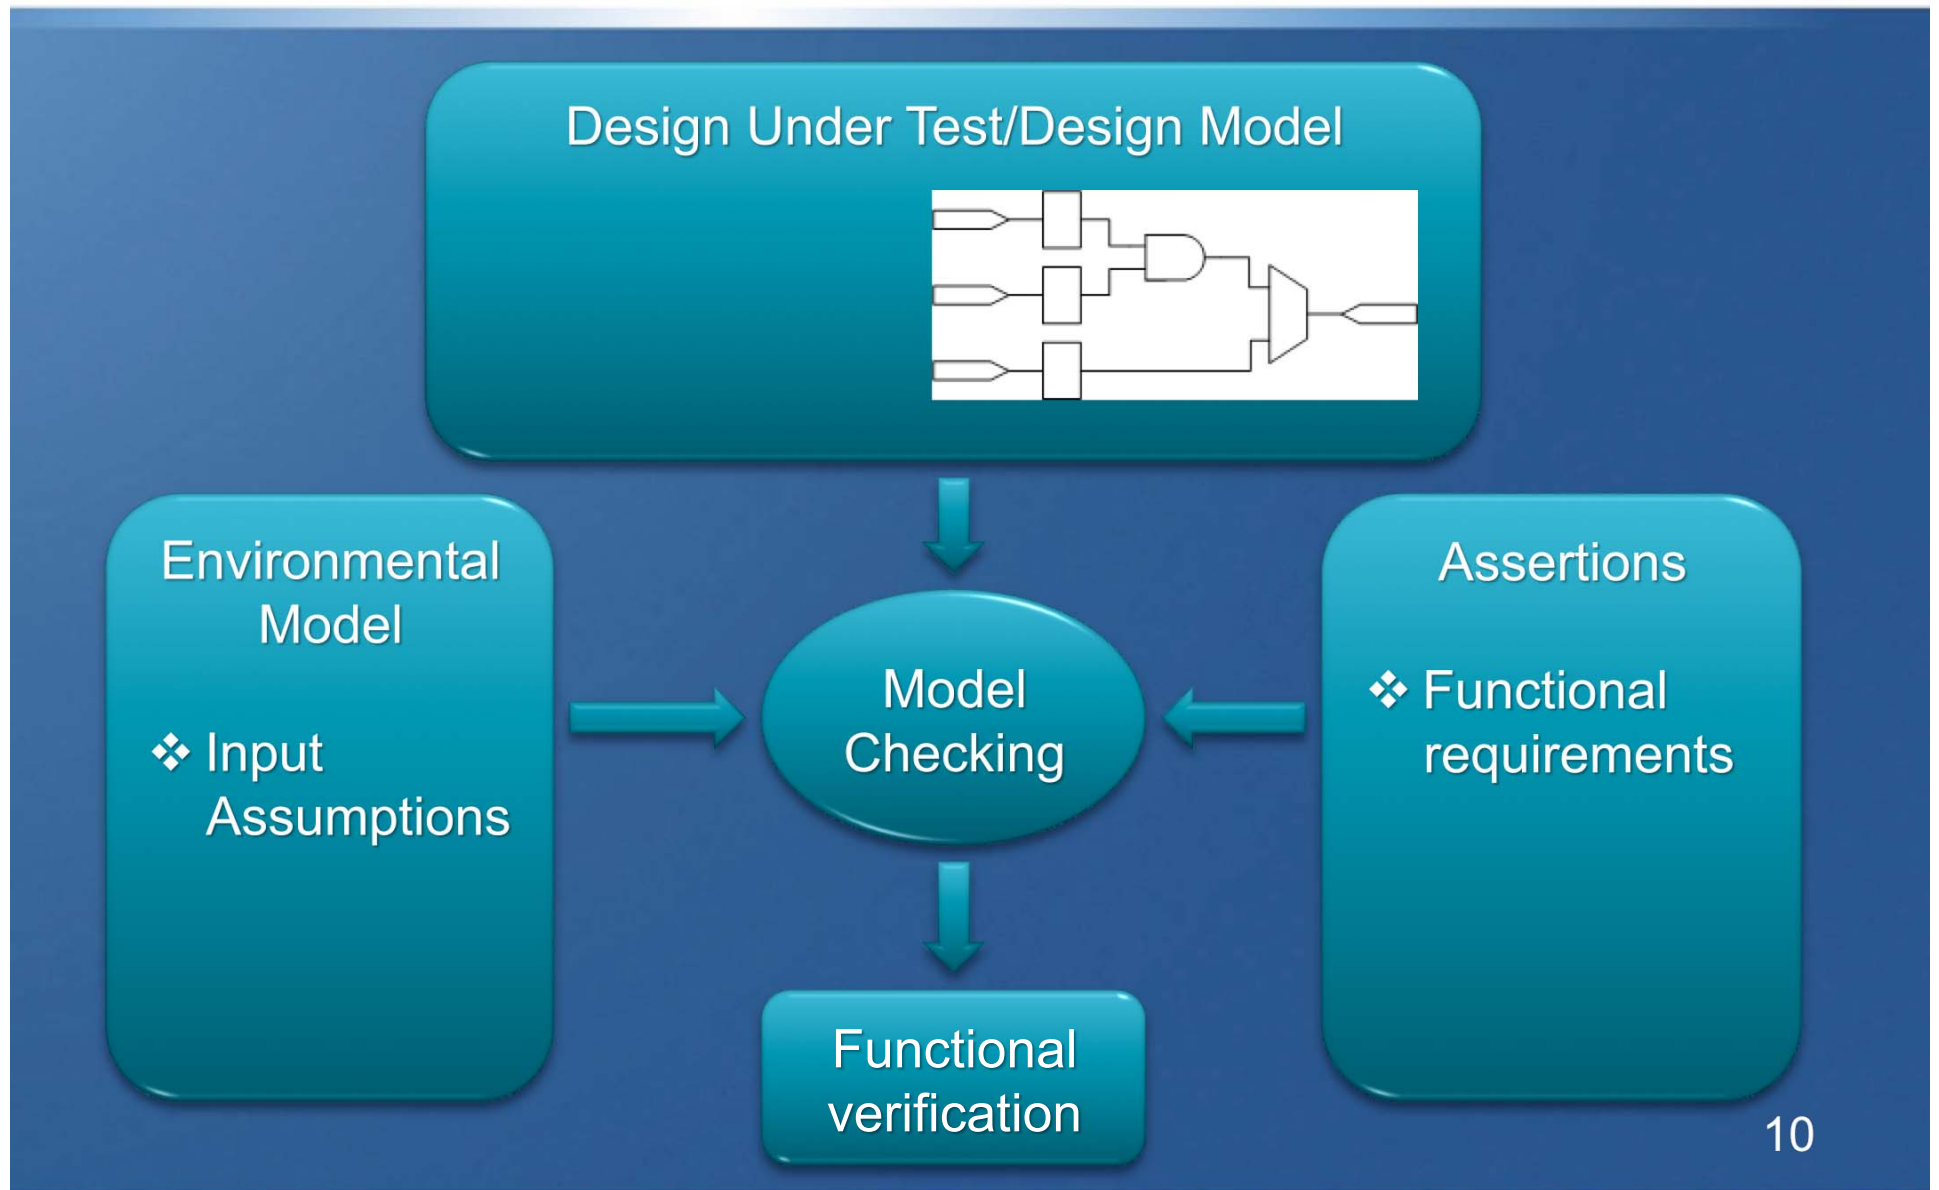 Design Under Test/Design Model
Environmental
Model
❖ Input
Assumptions
Model
Checking
Assertions
❖ Functional
requirements
Functional
verification
10